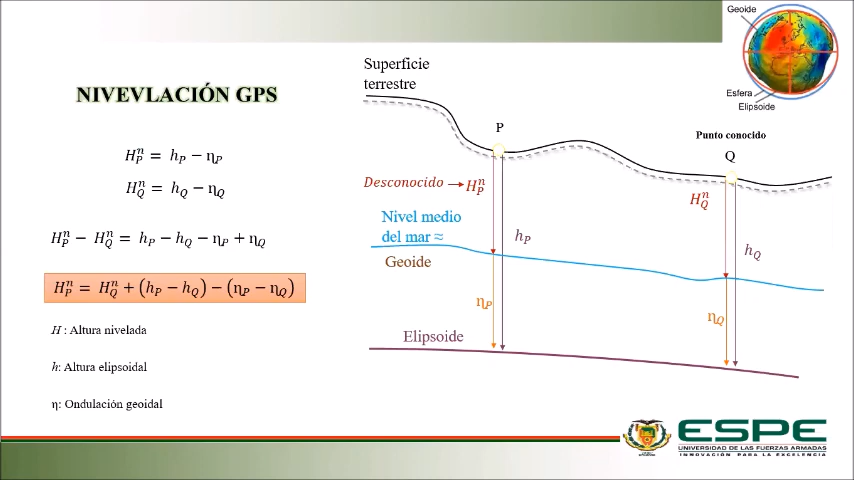 NIVEVLACIÓN GPS
H_P^n = h_P − η_P
H_Q^n = h_Q − η_Q
H_P^n − H_Q^n = h_P − h_Q − η_P + η_Q
H_P^n = H_Q^n + (h_P − h_Q) − (η_P − η_Q)
H : Altura nivelada
h: Altura elipsoidal
η: Ondulación geoidal
Superficie
terrestre
P
Punto conocido
Q
Desconocido → H_P^n
H_Q^n
Nivel medio
del mar ≈
Geoide
h_P
h_Q
η_P
η_Q
Elipsoide
Geoide
Esfera
Elipsoide
ESPE
UNIVERSIDAD DE LAS FUERZAS ARMADAS
INNOVACIÓN PARA LA EXCELENCIA